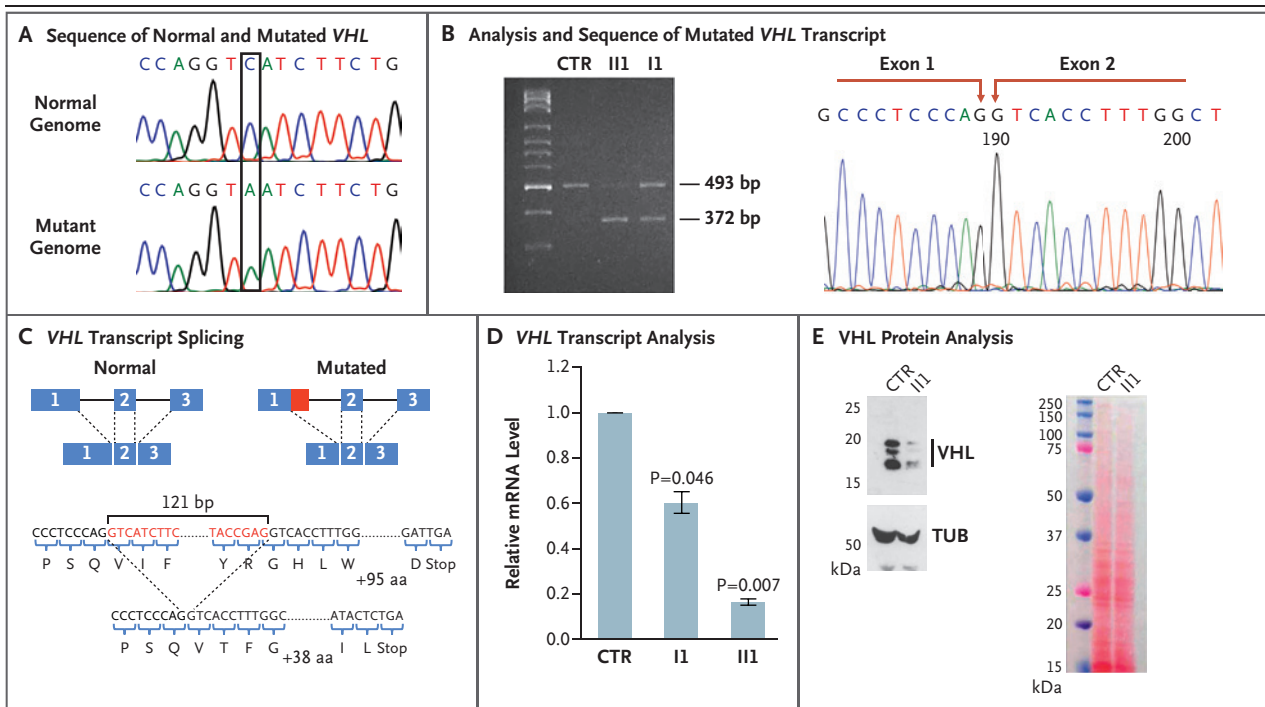 A Sequence of Normal and Mutated VHL
CCAGGTCATCTTCTG
Normal
Genome
CCAGGTAATCTTCTG
Mutant
Genome
B Analysis and Sequence of Mutated VHL Transcript
CTR II1 I1
493 bp
372 bp
Exon 1 Exon 2
GCCCTCCCAGGTCACCTTTGGCT
190 200
C VHL Transcript Splicing
Normal Mutated
1 2 3 1 2 3
1 2 3 1 2 3
121 bp
CCCTCCCAGGTCATCTTC......TACCGAGGTCACCTTTGG..........GATTGA
P S Q V I F Y R G H L W +95 aa D Stop
CCCTCCCAGGTCACCTTTGGC............ATACTCTGA
P S Q V T F G +38 aa I L Stop
D VHL Transcript Analysis
Relative mRNA Level
1.2
1.0
0.8
0.6
0.4
0.2
0.0
P=0.046
P=0.007
CTR I1 II1
E VHL Protein Analysis
CTR II1
25
20
15
VHL
50
kDa
TUB
CTR II1
250
150
100
75
50
37
25
20
15
kDa